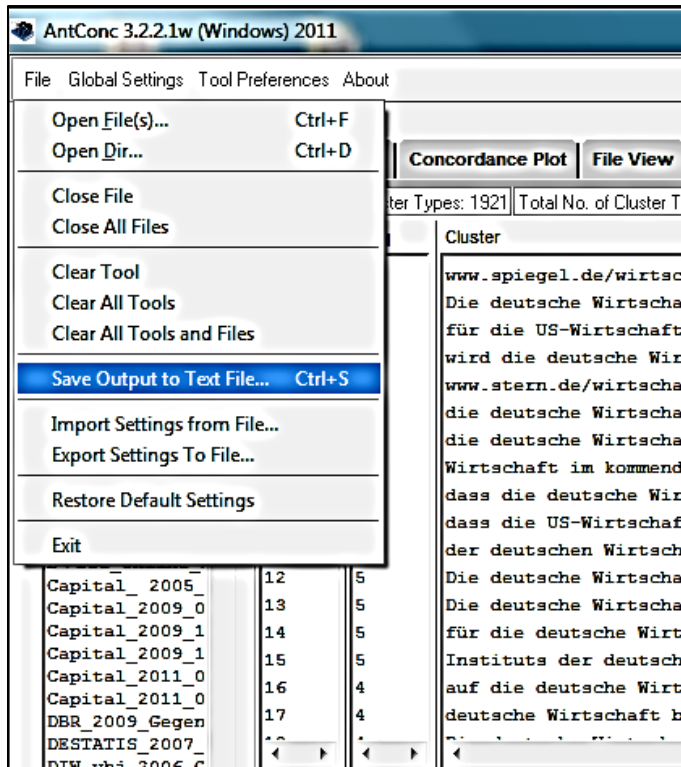 AntConc 3.2.2.1w (Windows) 2011
File Global Settings Tool Preferences About
Open File(s)... Ctrl+F
Open Dir... Ctrl+D
Close File
Close All Files
Clear Tool
Clear All Tools
Clear All Tools and Files
Save Output to Text File... Ctrl+S
Import Settings from File...
Export Settings To File...
Restore Default Settings
Exit
Concordance Plot File View
Types: 1921 Total No. of Cluster T
Cluster
www.spiegel.de/wirtsc
Die deutsche Wirtscha
für die US-Wirtschaft
wird die deutsche Wir
www.stern.de/wirtscha
die deutsche Wirtscha
die deutsche Wirtscha
Wirtschaft im kommend
dass die deutsche Wir
dass die US-Wirtschaf
der deutschen Wirtsch
12 5 Die deutsche Wirtscha
13 5 Die deutsche Wirtscha
14 5 für die deutsche Wirt
15 5 Instituts der deutsch
16 4 auf die deutsche Wirt
17 4 deutsche Wirtschaft b
Capital_ 2005_
Capital_2009_0
Capital_2009_1
Capital_2009_1
Capital_2011_0
Capital_2011_0
DBR_2009_Gegen
DESTATIS_2007_